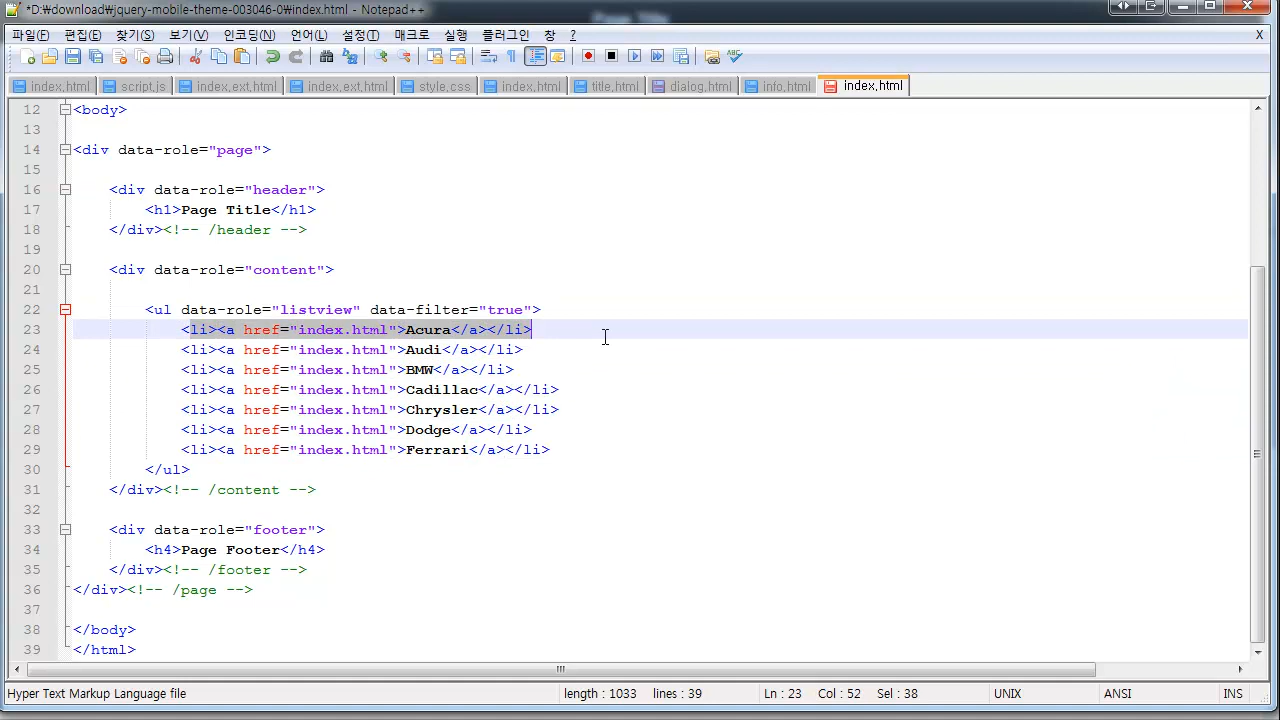 *D:\download\jquery-mobile-theme-003046-0\index.html - Notepad++
파일(F) 편집(E) 찾기(S) 보기(V) 인코딩(N) 언어(L) 설정(T) 매크로 실행 플러그인 창 ? X
index.html script.js index.ext.html index.ext.html style.css index.html title.html dialog.html info.html index.html
12 <body>
13
14 <div data-role="page">
15
16 <div data-role="header">
17 <h1>Page Title</h1>
18 </div><!-- /header -->
19
20 <div data-role="content">
21
22 <ul data-role="listview" data-filter="true">
23 <li><a href="index.html">Acura</a></li>
24 <li><a href="index.html">Audi</a></li>
25 <li><a href="index.html">BMW</a></li>
26 <li><a href="index.html">Cadillac</a></li>
27 <li><a href="index.html">Chrysler</a></li>
28 <li><a href="index.html">Dodge</a></li>
29 <li><a href="index.html">Ferrari</a></li>
30 </ul>
31 </div><!-- /content -->
32
33 <div data-role="footer">
34 <h4>Page Footer</h4>
35 </div><!-- /footer -->
36 </div><!-- /page -->
37
38 </body>
39 </html>
Hyper Text Markup Language file length : 1033 lines : 39 Ln : 23 Col : 52 Sel : 38 UNIX ANSI INS